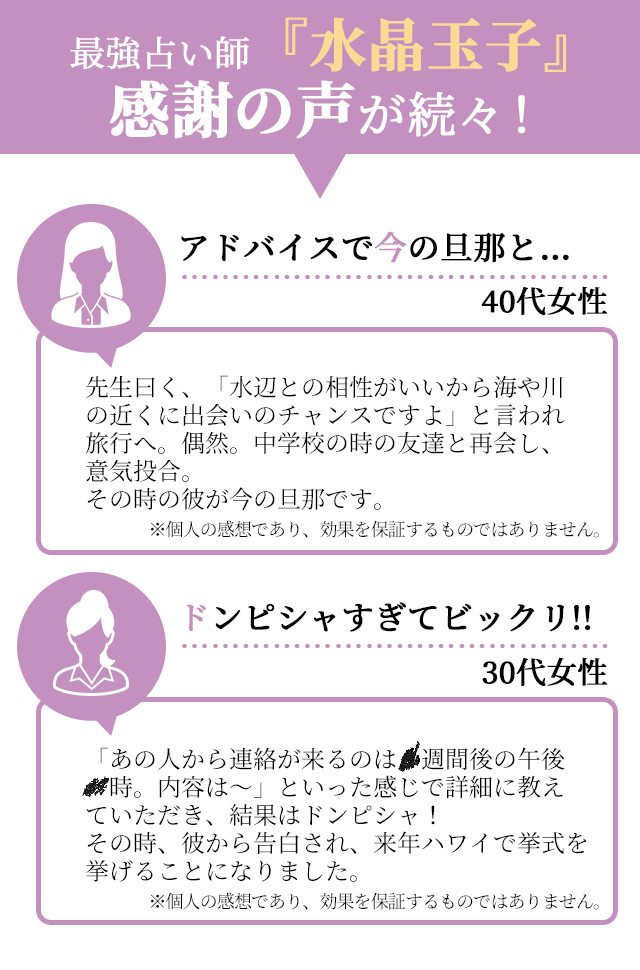 最強占い師『水晶玉子』
感謝の声が続々！
アドバイスで今の旦那と…
40代女性
先生曰く、「水辺との相性がいいから海や川
の近くに出会いのチャンスですよ」と言われ
旅行へ。偶然。中学校の時の友達と再会し、
意気投合。
その時の彼が今の旦那です。
※個人の感想であり、効果を保証するものではありません。
ドンピシャすぎてビックリ!!
30代女性
「あの人から連絡が来るのは週間後の午後
時。内容は～」といった感じで詳細に教え
ていただき、結果はドンピシャ！
その時、彼から告白され、来年ハワイで挙式を
挙げることになりました。
※個人の感想であり、効果を保証するものではありません。